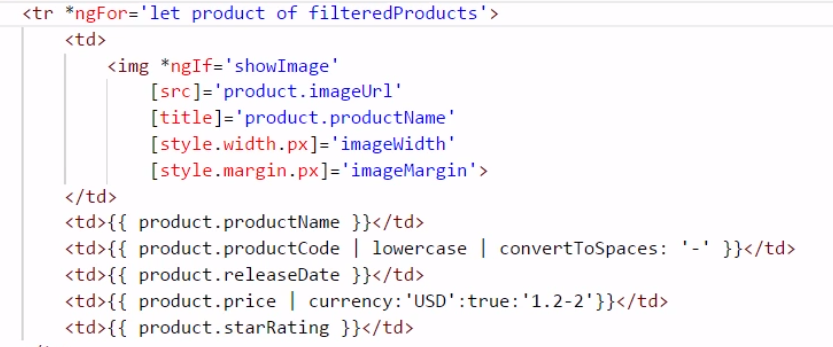 <tr *ngFor='let product of filteredProducts'>
<td>
<img *ngIf='showImage'
[src]='product.imageUrl'
[title]='product.productName'
[style.width.px]='imageWidth'
[style.margin.px]='imageMargin'>
</td>
<td>{{ product.productName }}</td>
<td>{{ product.productCode | lowercase | convertToSpaces: '-' }}</td>
<td>{{ product.releaseDate }}</td>
<td>{{ product.price | currency:'USD':true:'1.2-2'}}</td>
<td>{{ product.starRating }}</td>